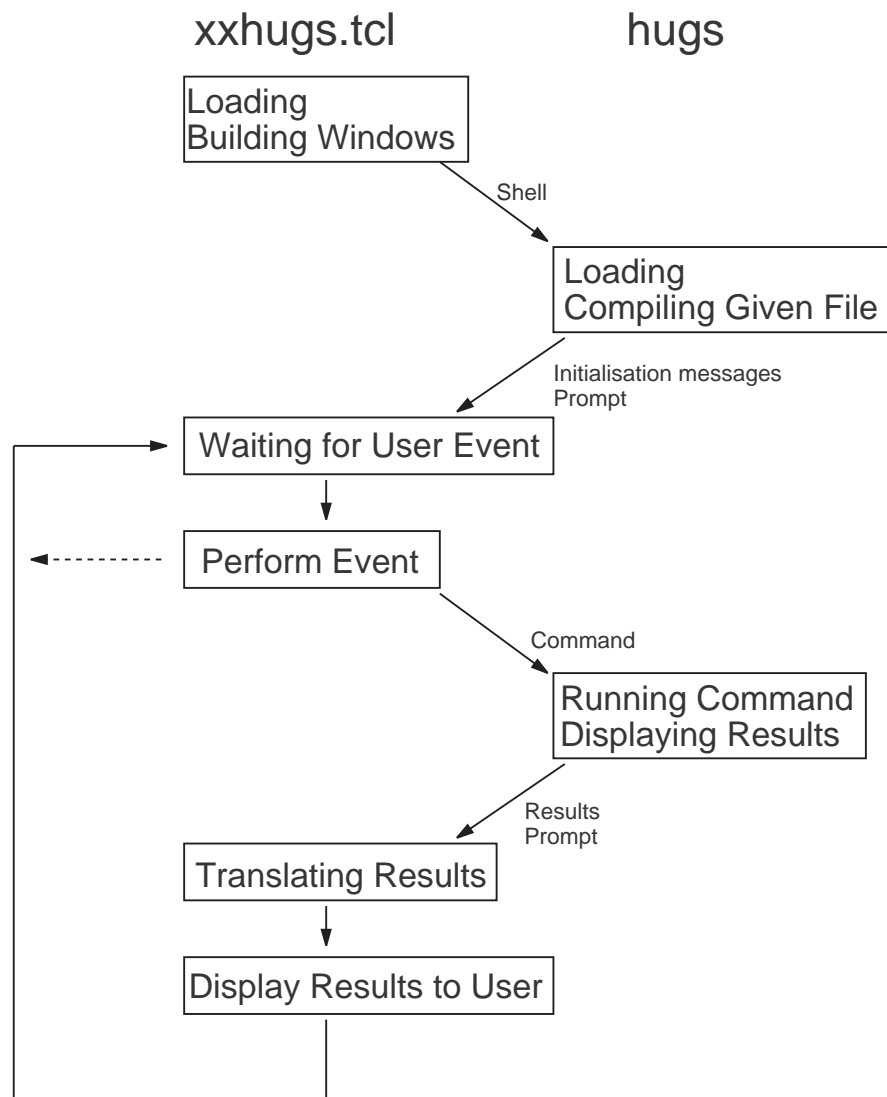 xxhugs.tcl
hugs
Loading
Building Windows
Shell
Loading
Compiling Given File
Initialisation messages
Prompt
Waiting for User Event
Perform Event
Command
Running Command
Displaying Results
Results
Prompt
Translating Results
Display Results to User